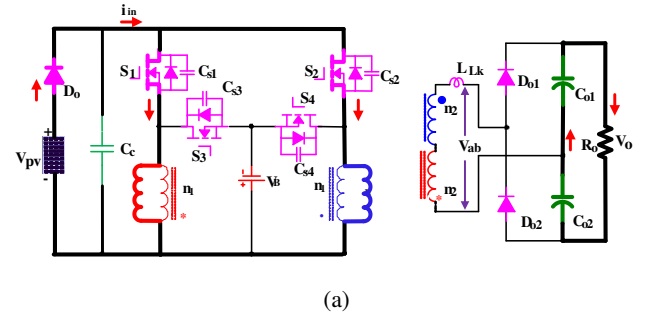 i in
S1
Cs1
S2
Cs2
L Lk
Do1
Co1
Do
Cs3
S4
n2
Vab
Ro
Vo
+
Vpv
-
Cc
S3
Cs4
n1
*
VB
n1
n2
*
Do2
Co2
(a)